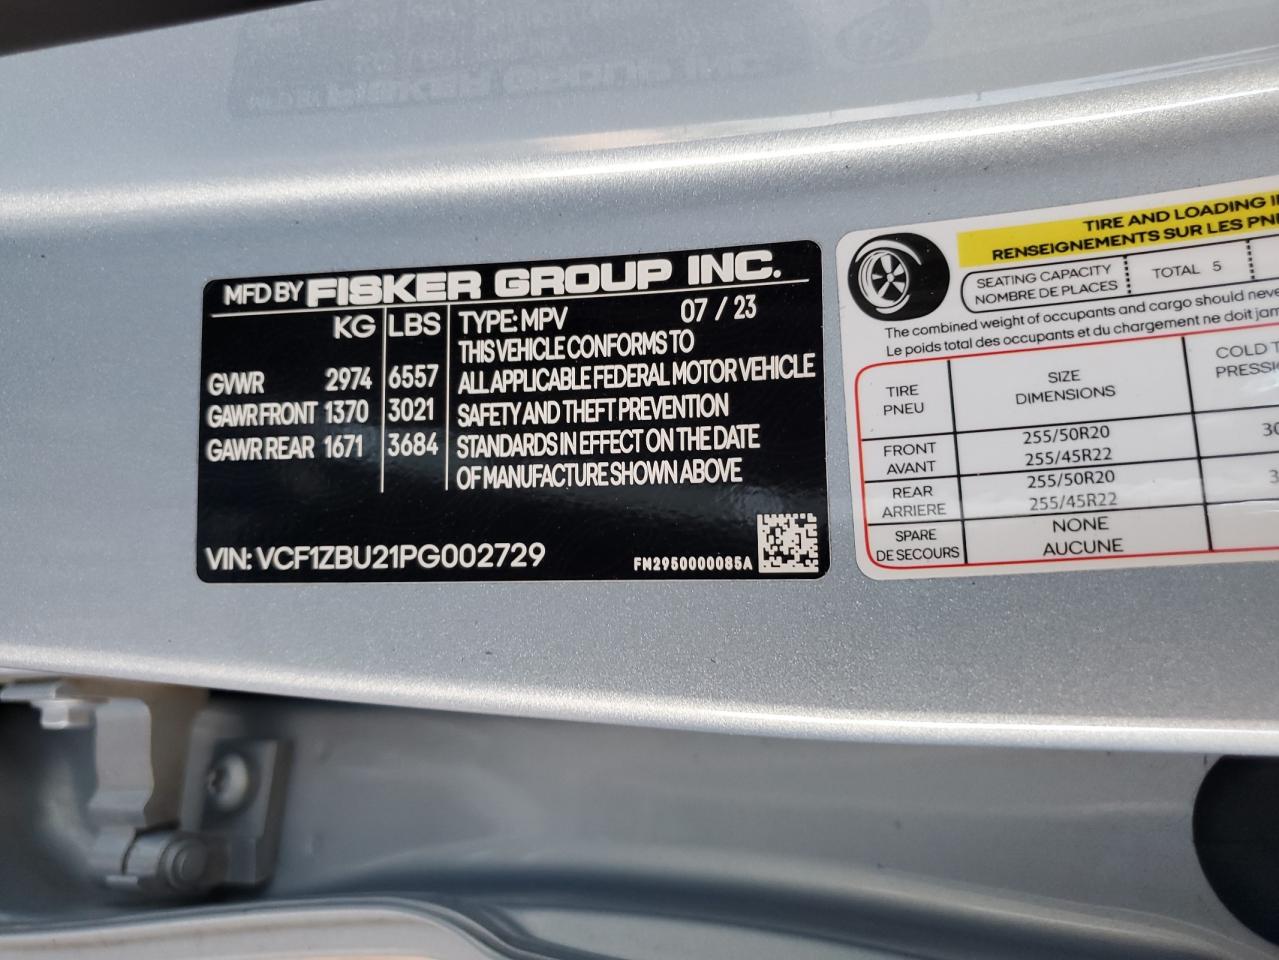 MFD BY FISKER GROUP INC.
KG LBS TYPE: MPV 07 / 23
THIS VEHICLE CONFORMS TO
GVWR 2974 6557 ALL APPLICABLE FEDERAL MOTOR VEHICLE
GAWR FRONT 1370 3021 SAFETY AND THEFT PREVENTION
GAWR REAR 1671 3684 STANDARDS IN EFFECT ON THE DATE
OF MANUFACTURE SHOWN ABOVE
VIN: VCF1ZBU21PG002729
FM2950000085A
TIRE AND LOADING
RENSEIGNEMENTS SUR LES
SEATING CAPACITY
NOMBRE DE PLACES
TOTAL 5
The combined weight of occupants and cargo should
Le poids total des occupants et du chargement ne doit
TIRE
PNEU
SIZE
DIMENSIONS
COLD
FRONT
AVANT
255/50R20
255/45R22
REAR
ARRIERE
255/50R20
255/45R22
SPARE
DE SECOURS
NONE
AUCUNE